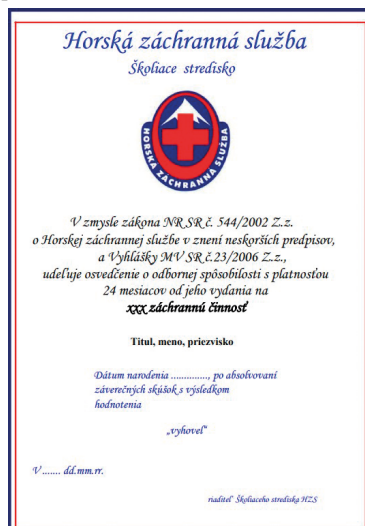 Horská záchranná služba
Školiace stredisko
HORSKÁ ZÁCHRANNÁ SLUŽBA
V zmysle zákona NR SR č. 544/2002 Z.z.
o Horskej záchrannej službe v znení neskorších predpisov,
a Vyhlášky MV SR č.23/2006 Z.z.,
udeľuje osvedčenie o odbornej spôsobilosti s platnosťou
24 mesiacov od jeho vydania na
xxx záchrannú činnosť
Titul, meno, priezvisko
Dátum narodenia .............., po absolvovaní
záverečných skúšok s výsledkom
hodnotenia
„vyhovel“
V ....... dd.mm.rr.
riaditeľ Školiaceho strediska HZS